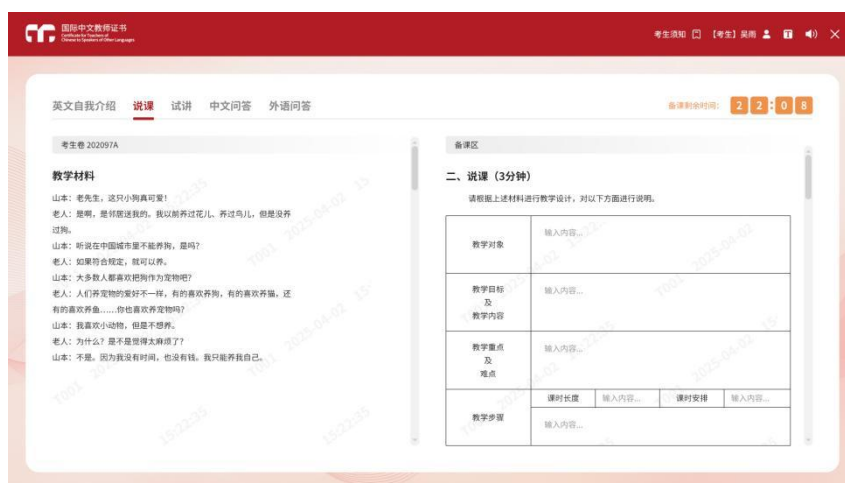 国际中文教师证书
Certificate for Teachers of
Chinese to Speakers of Other Languages
考生须知 【考生】吴雨
英文自我介绍 说课 试讲 中文问答 外语问答
备课剩余时间: 2 2 : 0 8
考生卷 202097A
教学材料
山本：老先生，这只小狗真可爱！
老人：是啊，是邻居送我的。我以前养过花儿、养过鸟儿，但是没养
过狗。
山本：听说在中国城市里不能养狗，是吗？
老人：如果符合规定，就可以养。
山本：大多数人都喜欢把狗作为宠物吧？
老人：人们养宠物的爱好不一样，有的喜欢养狗，有的喜欢养猫，还
有的喜欢养鱼……你也喜欢养宠物吗？
山本：我喜欢小动物，但是不想养。
老人：为什么？是不是觉得太麻烦了？
山本：不是。因为我没有时间，也没有钱。我只能养我自己。
备课区
二、说课（3分钟）
请根据上述材料进行教学设计，对以下方面进行说明。
教学对象
输入内容...
教学目标
及
教学内容
输入内容...
教学重点
及
难点
输入内容...
教学步骤
课时长度 输入内容... 课时安排 输入内容...
输入内容...
T001 2025-04-02 15:22:35